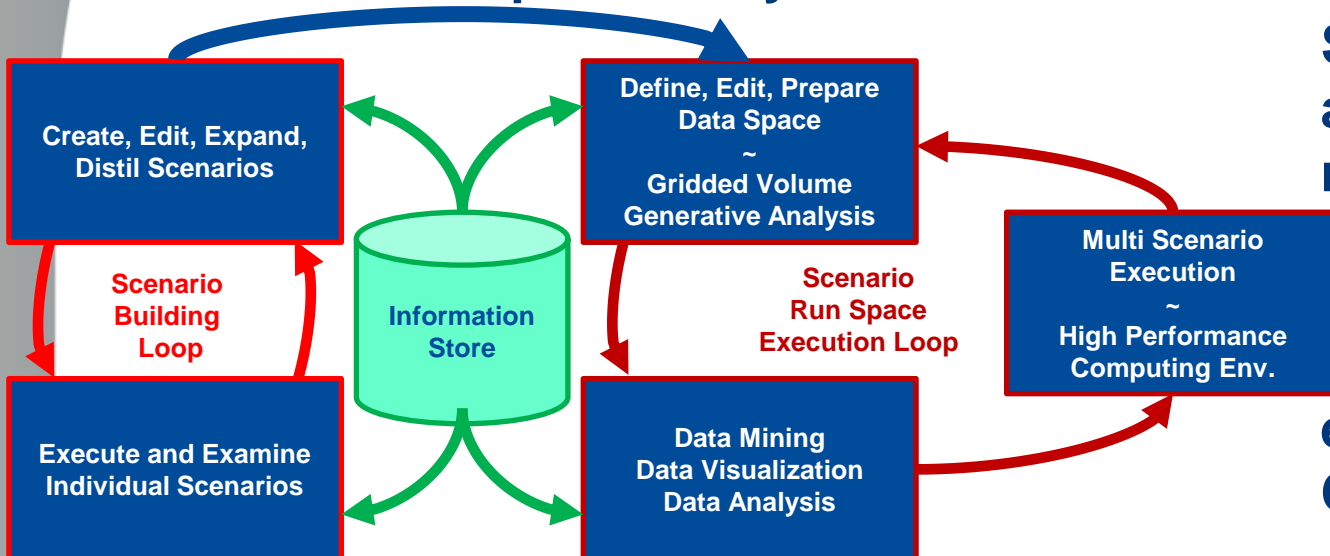 Create, Edit, Expand,
Distil Scenarios
Define, Edit, Prepare
Data Space
~
Gridded Volume
Generative Analysis
Multi Scenario
Execution
~
High Performance
Computing Env.
Scenario
Building
Loop
Information
Store
Scenario
Run Space
Execution Loop
Execute and Examine
Individual Scenarios
Data Mining
Data Visualization
Data Analysis